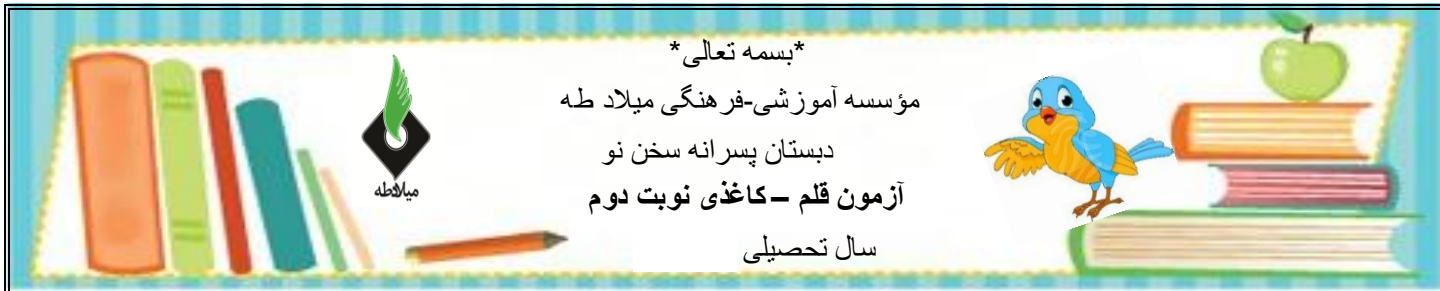 *بسمه تعالی*
مؤسسه آموزشی-فرهنگی میلاد طه
دبستان پسرانه سخن نو
آزمون قلم – کاغذی نوبت دوم
سال تحصیلی
میلادطه